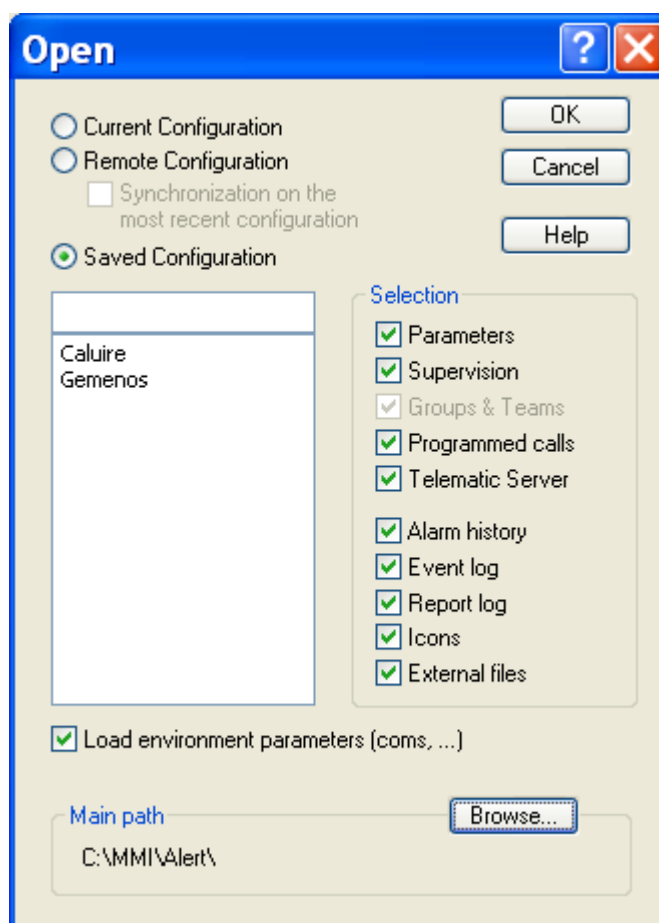 Open
Current Configuration
OK
Remote Configuration
Cancel
Synchronization on the
most recent configuration
Help
Saved Configuration
Selection
Caluire
Gemenos
Parameters
Supervision
Groups & Teams
Programmed calls
Telematic Server
Alarm history
Event log
Report log
Icons
External files
Load environment parameters (coms, ...)
Main path
Browse...
C:\MMI\Alert\